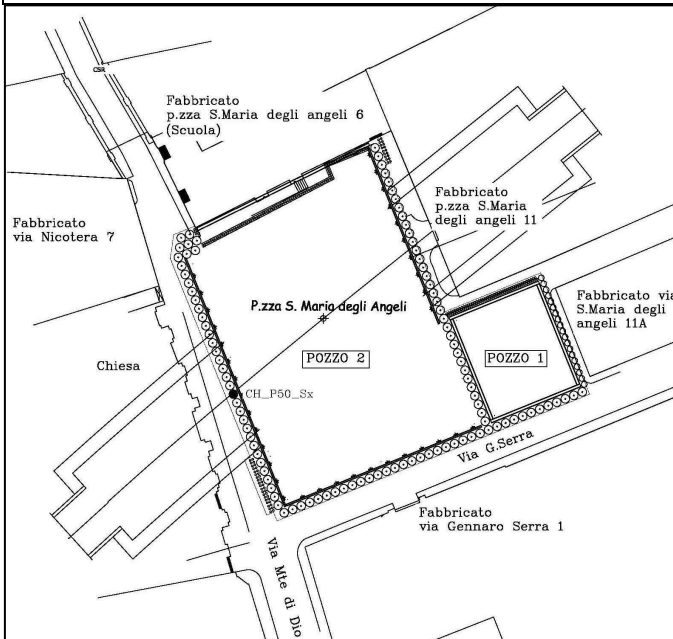 CSR
Fabbricato
p.zza S.Maria degli angeli 6
(Scuola)
Fabbricato
p.zza S.Maria
degli angeli 11
Fabbricato
via Nicotera 7
P.zza S. Maria degli Angeli
Fabbricato via
S.Maria degli
angeli 11A
POZZO 2
POZZO 1
Chiesa
CH_P50_Sx
Via G.Serra
Fabbricato
via Gennaro Serra 1
Via Mte di Dio